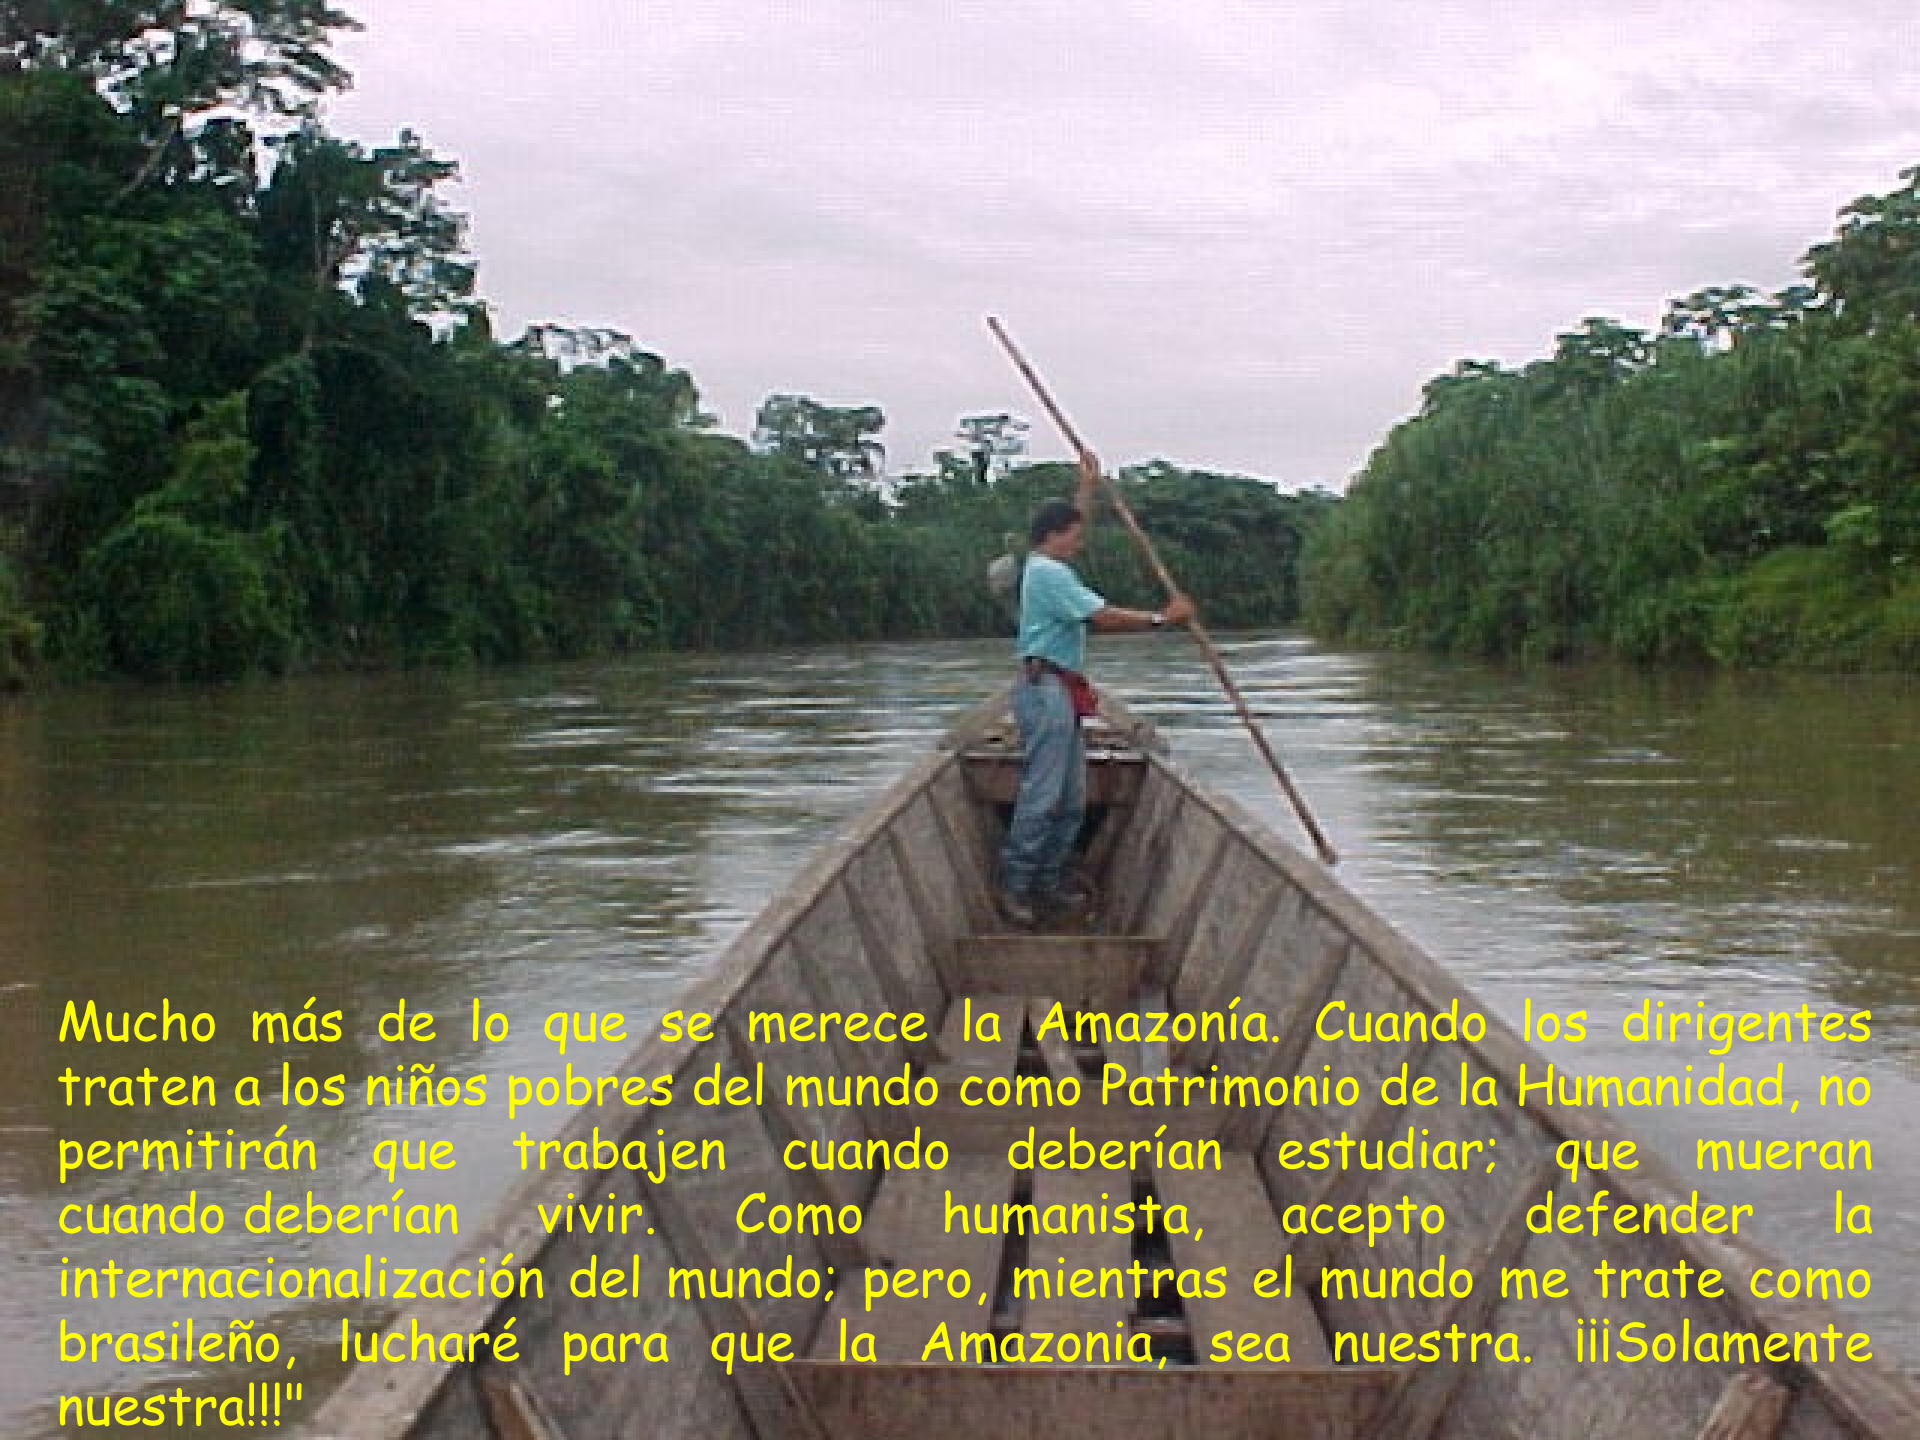 Mucho más de lo que se merece la Amazonía. Cuando los dirigentes
traten a los niños pobres del mundo como Patrimonio de la Humanidad, no
permitirán que trabajen cuando deberían estudiar; que mueran
cuando deberían vivir. Como humanista, acepto defender la
internacionalización del mundo; pero, mientras el mundo me trate como
brasileño, lucharé para que la Amazonia, sea nuestra. ¡¡¡Solamente
nuestra!!!"